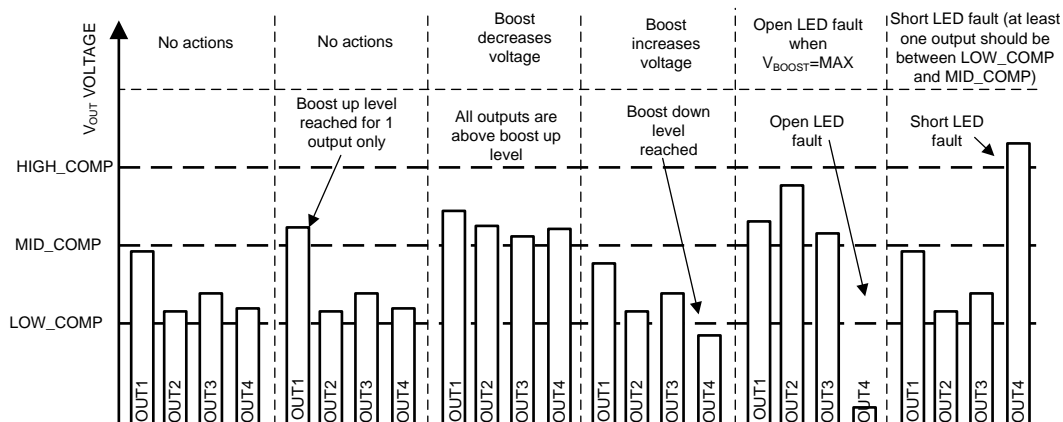 V_OUT VOLTAGE
No actions
No actions
Boost
decreases
voltage
Boost
increases
voltage
Open LED fault
when
V_BOOST=MAX
Short LED fault (at least
one output should be
between LOW_COMP
and MID_COMP)
Boost up level
reached for 1
output only
All outputs are
above boost up
level
Boost down
level
reached
Open LED
fault
Short LED
fault
HIGH_COMP
MID_COMP
LOW_COMP
OUT1
OUT2
OUT3
OUT4
OUT1
OUT2
OUT3
OUT4
OUT1
OUT2
OUT3
OUT4
OUT1
OUT2
OUT3
OUT4
OUT1
OUT2
OUT3
OUT4
OUT1
OUT2
OUT3
OUT4